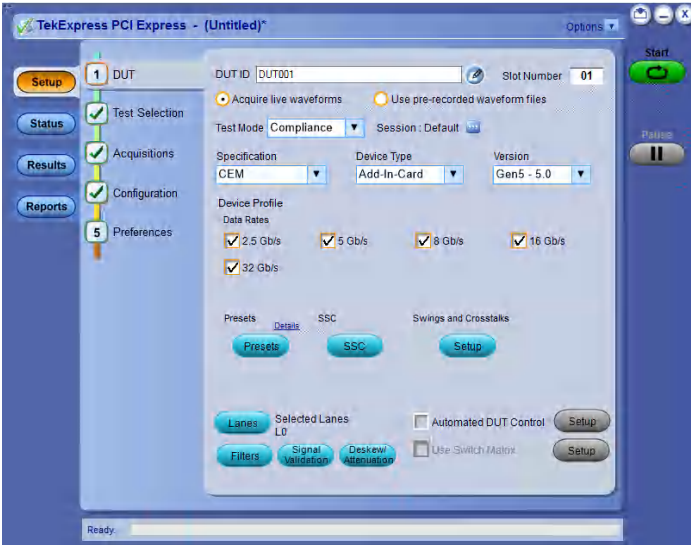 TekExpress PCI Express - (Untitled)*
Options
Start
Setup
Status
Results
Reports
1 DUT
Test Selection
Acquisitions
Configuration
5 Preferences
DUT ID DUT001
Slot Number 01
Acquire live waveforms
Use pre-recorded waveform files
Test Mode Compliance
Session : Default
Specification
Device Type
Version
CEM
Add-In-Card
Gen5 - 5.0
Device Profile
Data Rates
2.5 Gb/s
5 Gb/s
8 Gb/s
16 Gb/s
32 Gb/s
Presets
Details
SSC
Swings and Crosstalks
Presets
SSC
Setup
Lanes
Selected Lanes
L0
Automated DUT Control
Setup
Filters
Signal
Validation
Deskew/
Attenuation
Use Switch Matrix
Setup
Pause
Ready